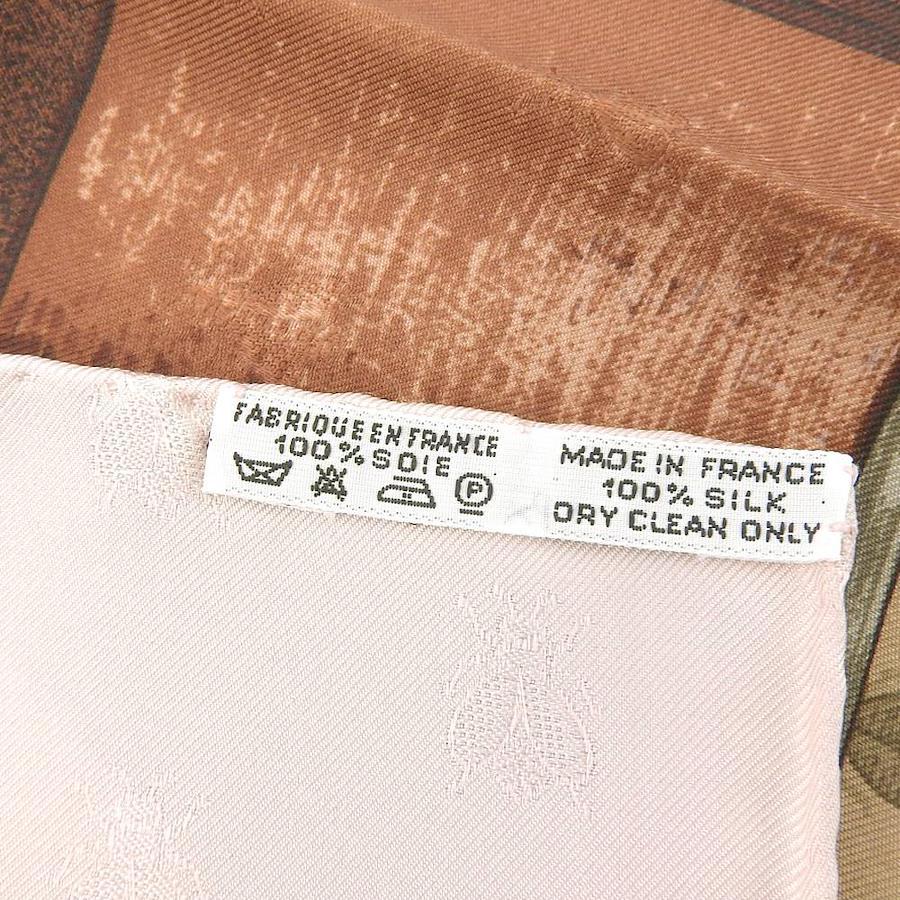 FABRIQUE EN FRANCE
100% SOIE
P
MADE IN FRANCE
100% SILK
DRY CLEAN ONLY